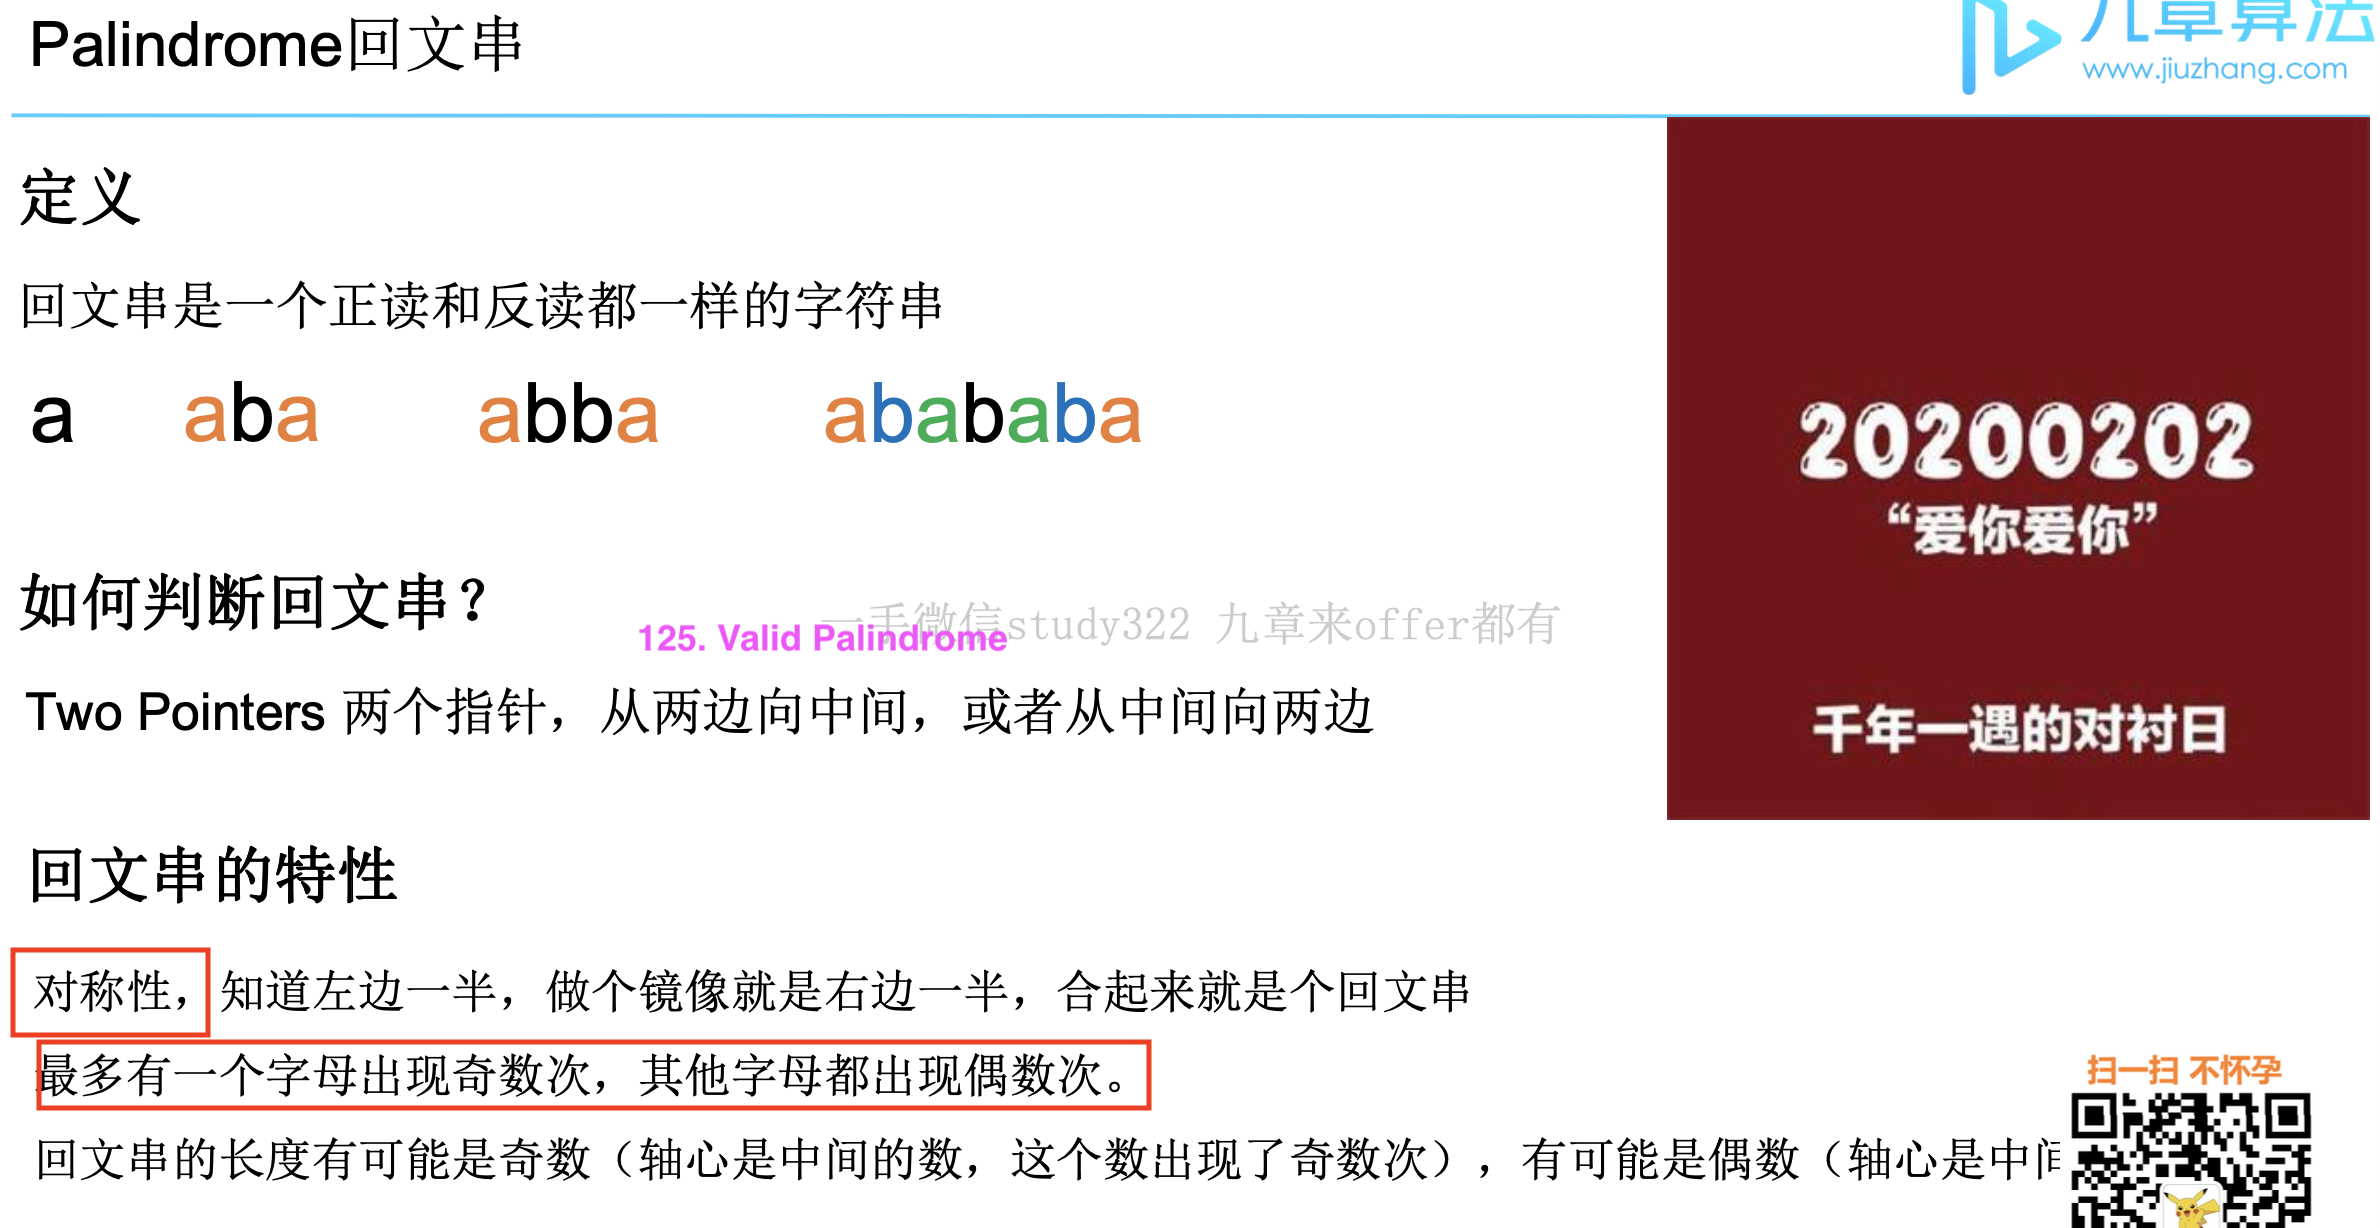 Palindrome回文串
九章算法
www.jiuzhang.com
定义
回文串是一个正读和反读都一样的字符串
a aba abba abababa
20200202
“爱你爱你”
千年一遇的对衬日
如何判断回文串？
一手微信study322 九章来offer都有
125. Valid Palindrome
Two Pointers 两个指针，从两边向中间，或者从中间向两边
回文串的特性
对称性，知道左边一半，做个镜像就是右边一半，合起来就是个回文串
最多有一个字母出现奇数次，其他字母都出现偶数次。
回文串的长度有可能是奇数（轴心是中间的数，这个数出现了奇数次），有可能是偶数（轴心是中间
扫一扫 不怀孕